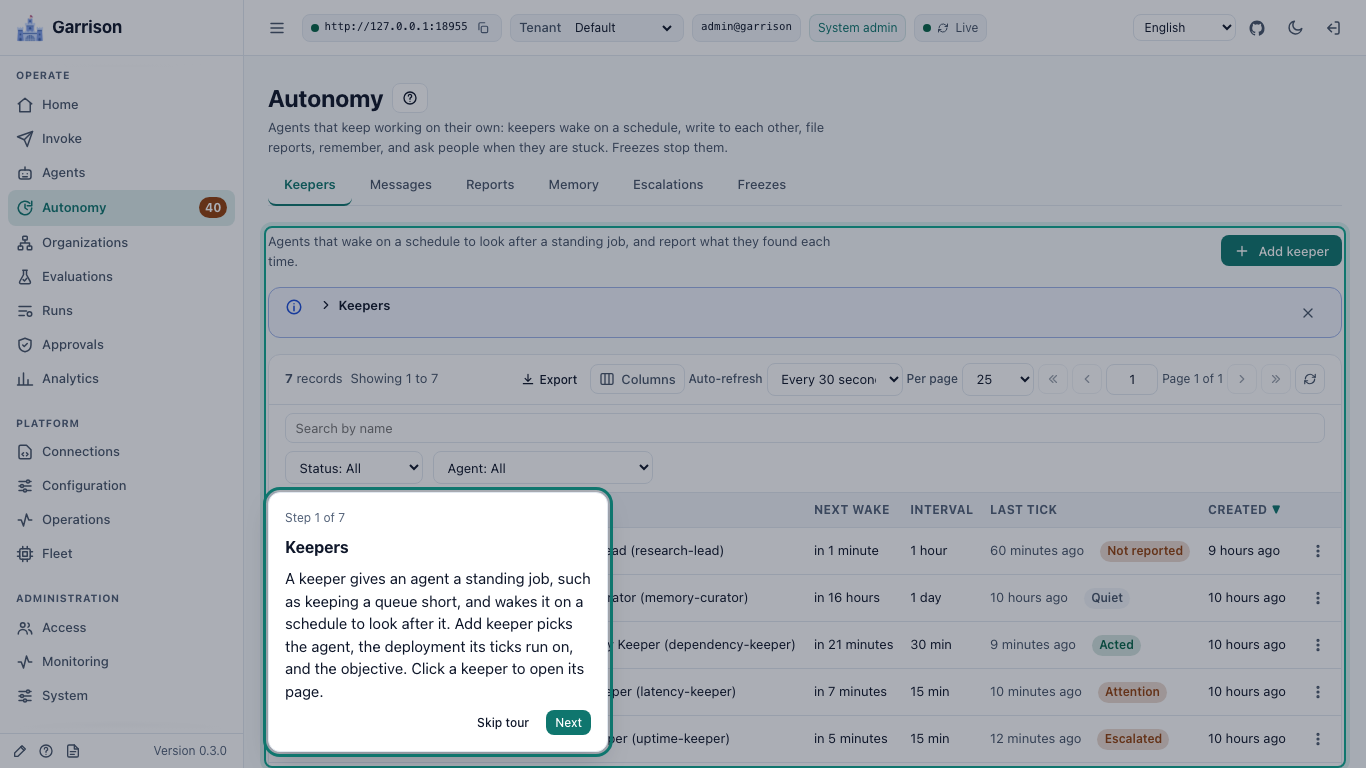 Garrison
http://127.0.0.1:18955
Tenant Default
admin@garrison
System admin
Live
English
OPERATE
Home
Invoke
Agents
Autonomy 40
Organizations
Evaluations
Runs
Approvals
Analytics
PLATFORM
Connections
Configuration
Operations
Fleet
ADMINISTRATION
Access
Monitoring
System
Version 0.3.0
Autonomy
Agents that keep working on their own: keepers wake on a schedule, write to each other, file
reports, remember, and ask people when they are stuck. Freezes stop them.
Keepers Messages Reports Memory Escalations Freezes
Agents that wake on a schedule to look after a standing job, and report what they found each
time.
Add keeper
Keepers
7 records Showing 1 to 7 Export Columns Auto-refresh Every 30 secon Per page 25 1 Page 1 of 1
Search by name
Status: All Agent: All
NEXT WAKE INTERVAL LAST TICK CREATED
(research-lead) in 1 minute 1 hour 60 minutes ago Not reported 9 hours ago
(memory-curator) in 16 hours 1 day 10 hours ago Quiet 10 hours ago
Keeper (dependency-keeper) in 21 minutes 30 min 9 minutes ago Acted 10 hours ago
(latency-keeper) in 7 minutes 15 min 10 minutes ago Attention 10 hours ago
(uptime-keeper) in 5 minutes 15 min 12 minutes ago Escalated 10 hours ago
Step 1 of 7
Keepers
A keeper gives an agent a standing job, such
as keeping a queue short, and wakes it on a
schedule to look after it. Add keeper picks
the agent, the deployment its ticks run on,
and the objective. Click a keeper to open its
page.
Skip tour Next